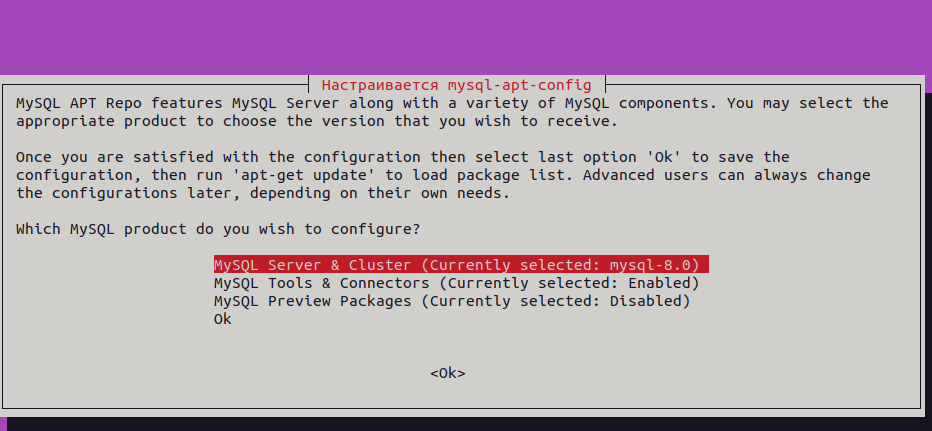 Настраивается mysql-apt-config
MySQL APT Repo features MySQL Server along with a variety of MySQL components. You may select the
appropriate product to choose the version that you wish to receive.
Once you are satisfied with the configuration then select last option 'Ok' to save the
configuration, then run 'apt-get update' to load package list. Advanced users can always change
the configurations later, depending on their own needs.
Which MySQL product do you wish to configure?
MySQL Server & Cluster (Currently selected: mysql-8.0)
MySQL Tools & Connectors (Currently selected: Enabled)
MySQL Preview Packages (Currently selected: Disabled)
Ok
<Ok>